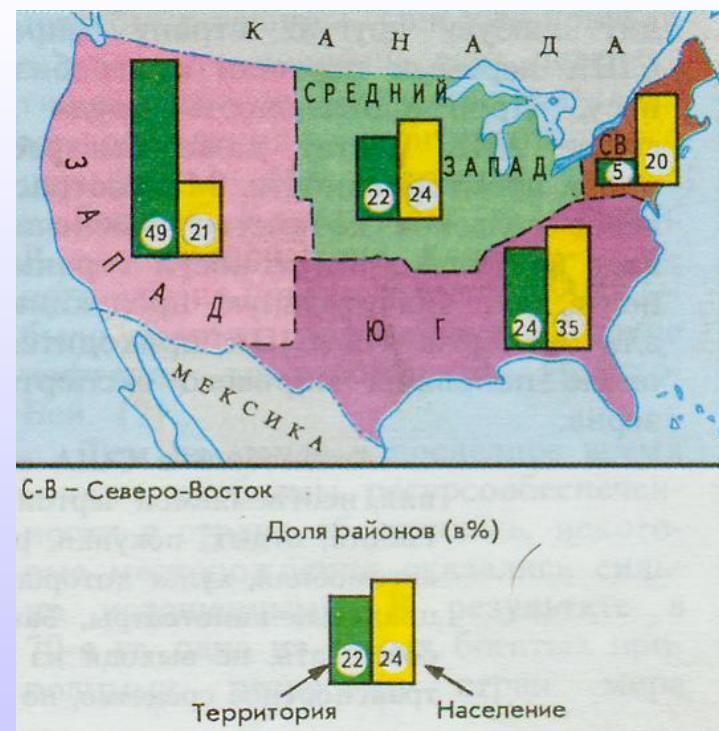 КАНАДА
СРЕДНИЙ
ЗАПАД
ЗАПАД
СВ
49
21
22
24
5
20
24
35
ЮГ
МЕКСИКА
С-В – Северо-Восток
Доля районов (в%)
22
24
Территория
Население